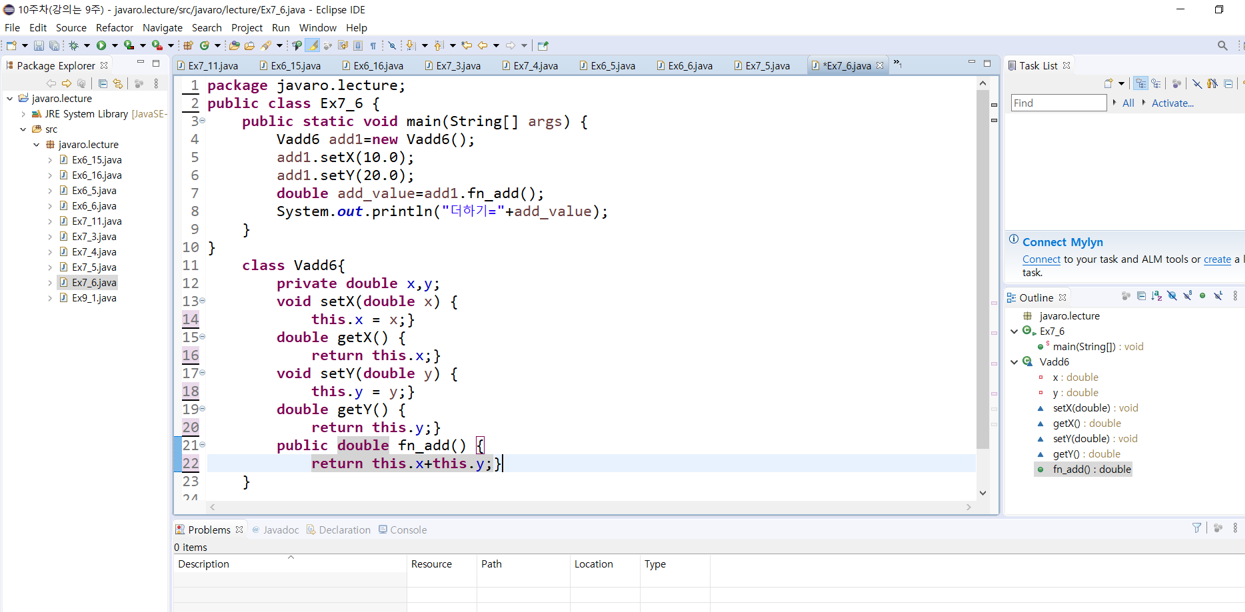 10주차(강의는 9주) - javaro.lecture/src/javaro/lecture/Ex7_6.java - Eclipse IDE
File Edit Source Refactor Navigate Search Project Run Window Help
Package Explorer
javaro.lecture
JRE System Library [JavaSE-
src
javaro.lecture
Ex6_15.java
Ex6_16.java
Ex6_5.java
Ex6_6.java
Ex7_11.java
Ex7_3.java
Ex7_4.java
Ex7_5.java
Ex7_6.java
Ex9_1.java
Ex7_11.java Ex6_15.java Ex6_16.java Ex7_3.java Ex7_4.java Ex6_5.java Ex6_6.java Ex7_5.java *Ex7_6.java
1 package javaro.lecture;
2 public class Ex7_6 {
3 public static void main(String[] args) {
4 Vadd6 add1=new Vadd6();
5 add1.setX(10.0);
6 add1.setY(20.0);
7 double add_value=add1.fn_add();
8 System.out.println("더하기="+add_value);
9 }
10 }
11 class Vadd6{
12 private double x,y;
13 void setX(double x) {
14 this.x = x;}
15 double getX() {
16 return this.x;}
17 void setY(double y) {
18 this.y = y;}
19 double getY() {
20 return this.y;}
21 public double fn_add() {
22 return this.x+this.y;}
23 }
24
Task List
Find All Activate...
Connect Mylyn
Connect to your task and ALM tools or create a l
task.
Outline
javaro.lecture
Ex7_6
main(String[]) : void
Vadd6
x : double
y : double
setX(double) : void
getX() : double
setY(double) : void
getY() : double
fn_add() : double
Problems Javadoc Declaration Console
0 items
Description Resource Path Location Type